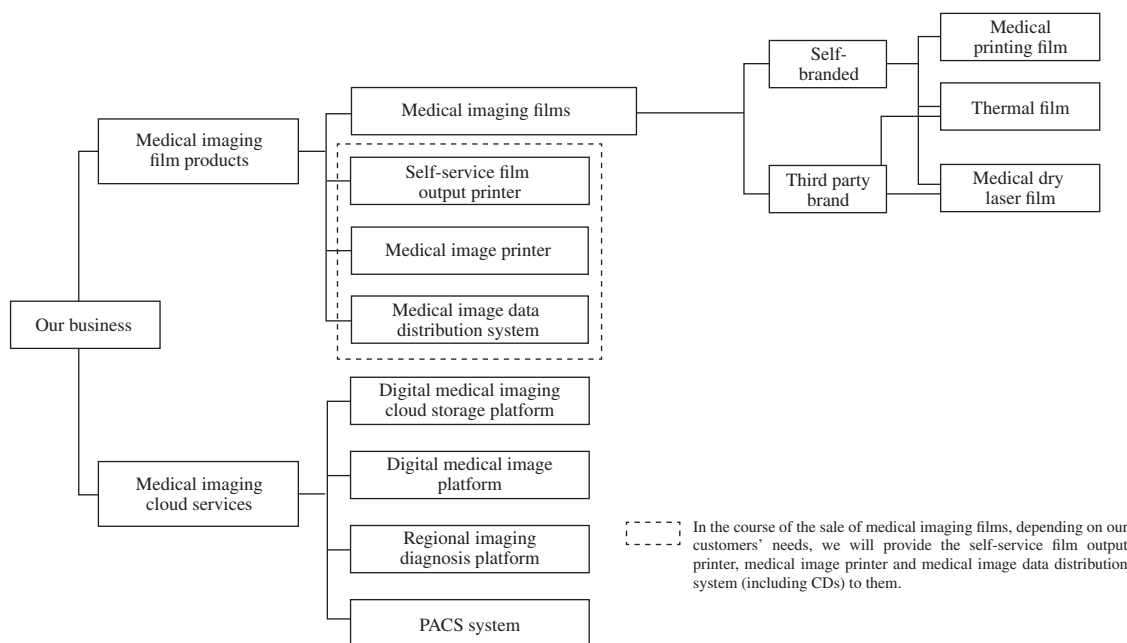 Our business
Medical imaging
film products
Medical imaging films
Self-service film
output printer
Medical image printer
Medical image data
distribution system
Self-
branded
Third party
brand
Medical
printing film
Thermal film
Medical dry
laser film
Medical imaging
cloud services
Digital medical imaging
cloud storage platform
Digital medical image
platform
Regional imaging
diagnosis platform
PACS system
In the course of the sale of medical imaging films, depending on our
customers’ needs, we will provide the self-service film output
printer, medical image printer and medical image data distribution
system (including CDs) to them.